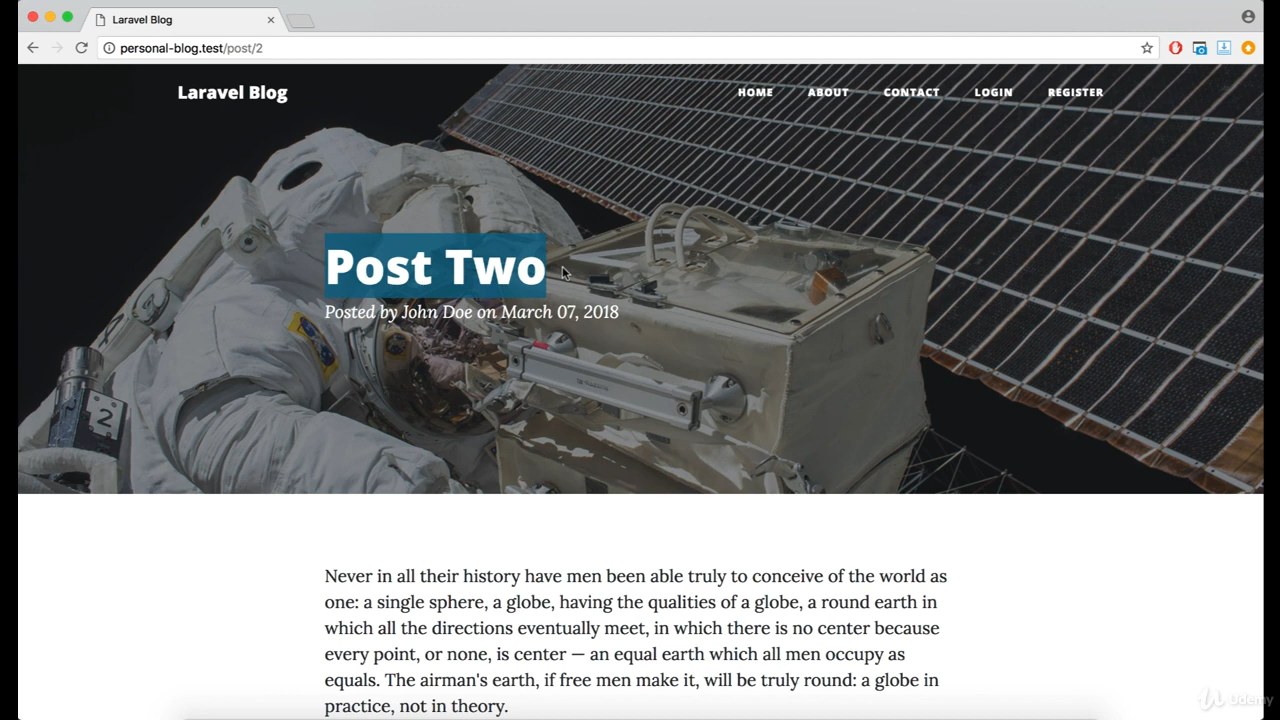 Laravel Blog
personal-blog.test/post/2
Laravel Blog
HOME ABOUT CONTACT LOGIN REGISTER
Post Two
Posted by John Doe on March 07, 2018
2
Never in all their history have men been able truly to conceive of the world as
one: a single sphere, a globe, having the qualities of a globe, a round earth in
which all the directions eventually meet, in which there is no center because
every point, or none, is center — an equal earth which all men occupy as
equals. The airman's earth, if free men make it, will be truly round: a globe in
practice, not in theory.
Udemy